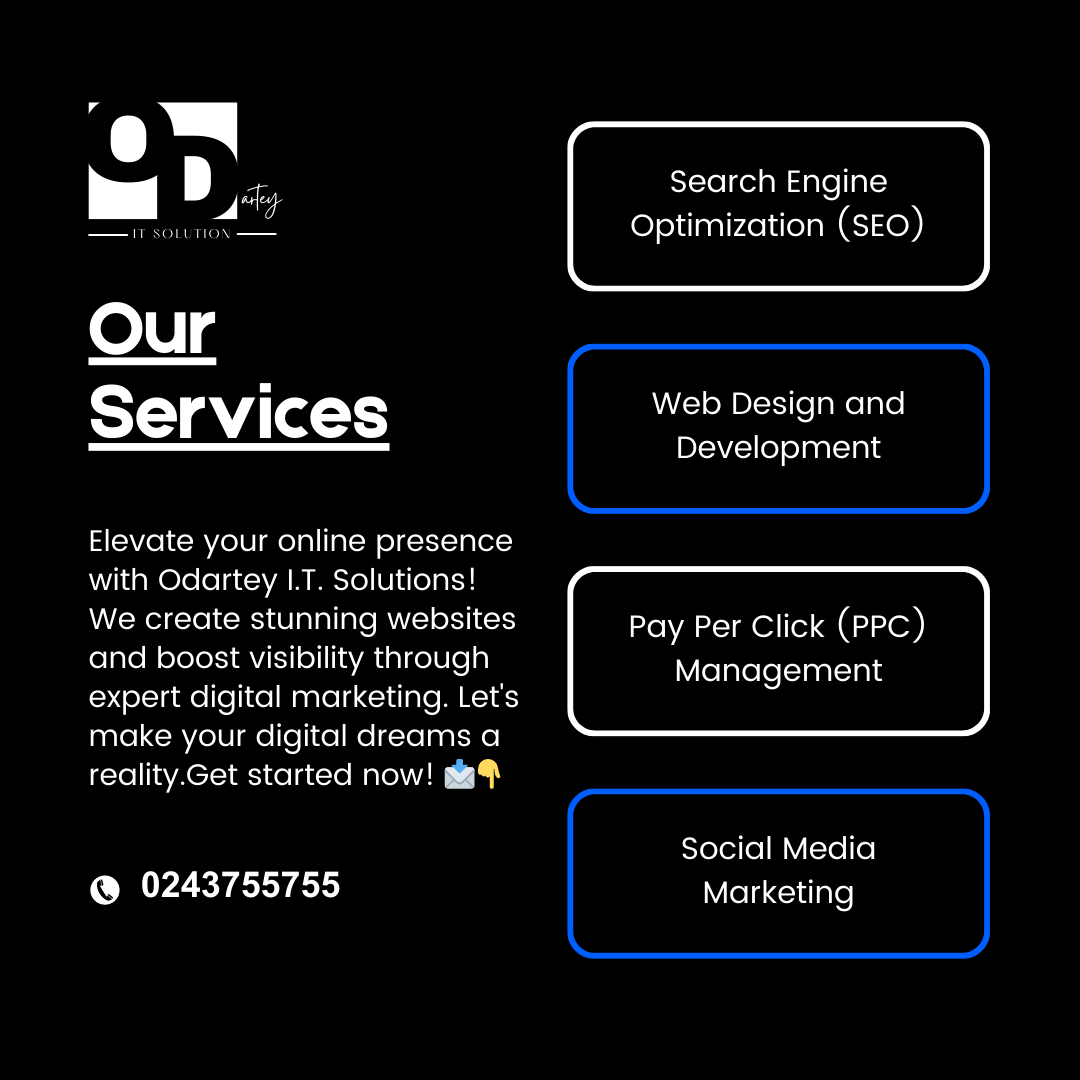 OD
artey
IT SOLUTION
Our
Services
Elevate your online presence
with Odartey I.T. Solutions!
We create stunning websites
and boost visibility through
expert digital marketing. Let's
make your digital dreams a
reality.Get started now! 📩👇
0243755755
Search Engine
Optimization (SEO)
Web Design and
Development
Pay Per Click (PPC)
Management
Social Media
Marketing